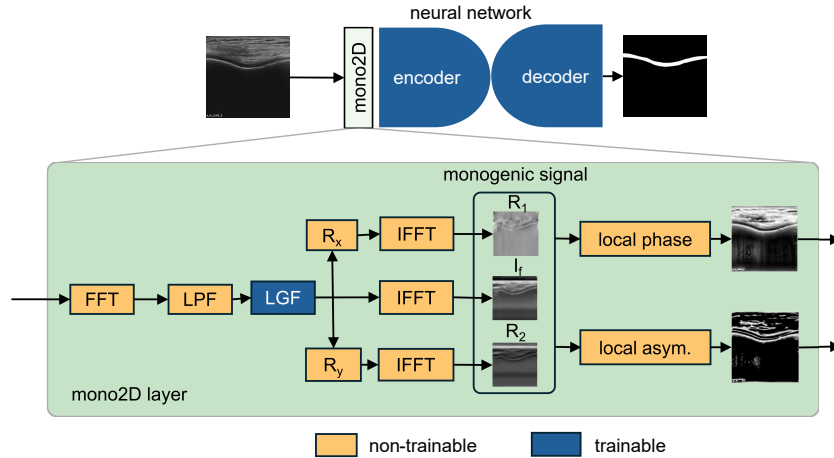 neural network
mono2D
encoder
decoder
monogenic signal
R1
Rx
IFFT
local phase
If
FFT
LPF
LGF
IFFT
R2
Ry
IFFT
local asym.
mono2D layer
non-trainable
trainable